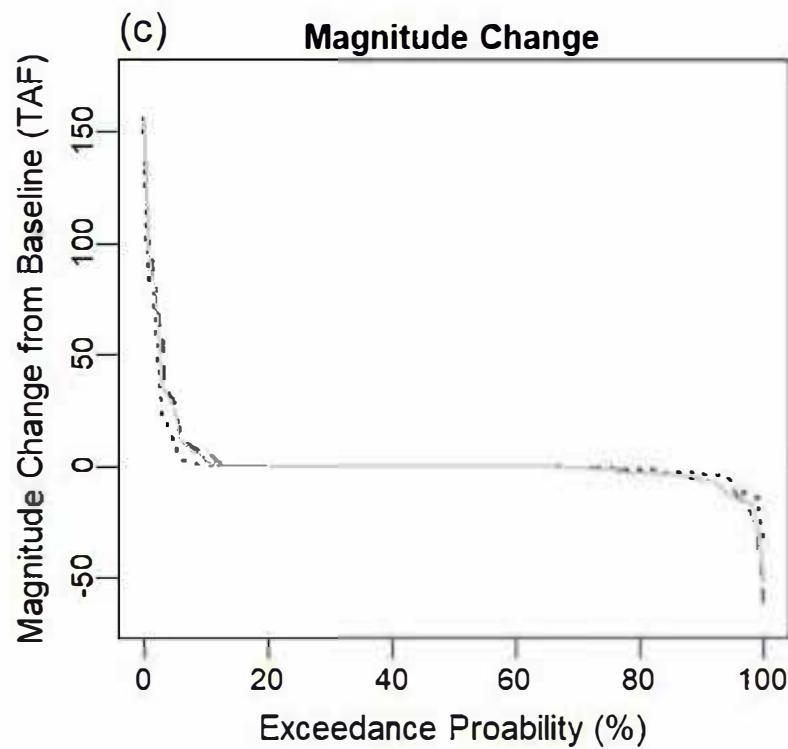 (c)
Magnitude Change
Magnitude Change from Baseline (TAF)
150
100
50
0
-50
0 20 40 60 80 100
Exceedance Proability (%)